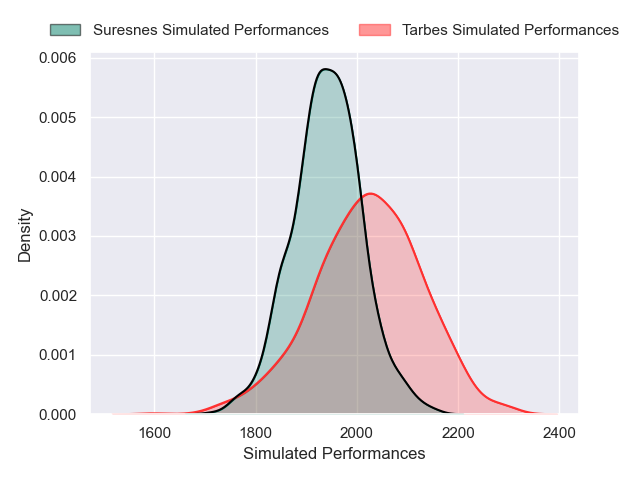 Suresnes Simulated Performances Tarbes Simulated Performances
0.006
0.005
0.004
0.003
0.002
0.001
0.000
Density
1600 1800 2000 2200 2400
Simulated Performances